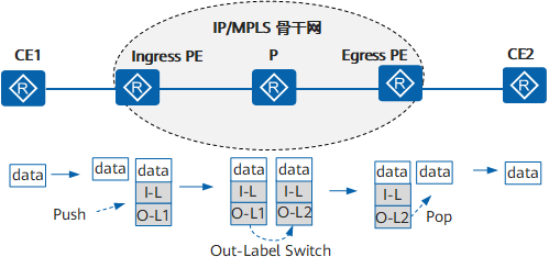 IP/MPLS 骨干网
CE1
Ingress PE
P
Egress PE
CE2
R
R
R
R
R
data
data
data
I-L
O-L1
Push
data
I-L
O-L1
data
I-L
O-L2
Out-Label Switch
data
I-L
O-L2
data
Pop
data